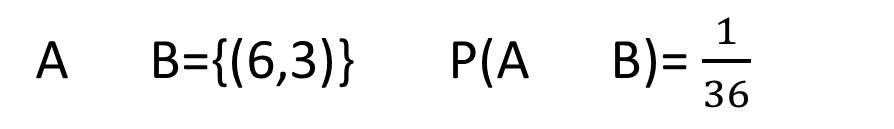 A B={(6,3)} P(A B)= 1/36